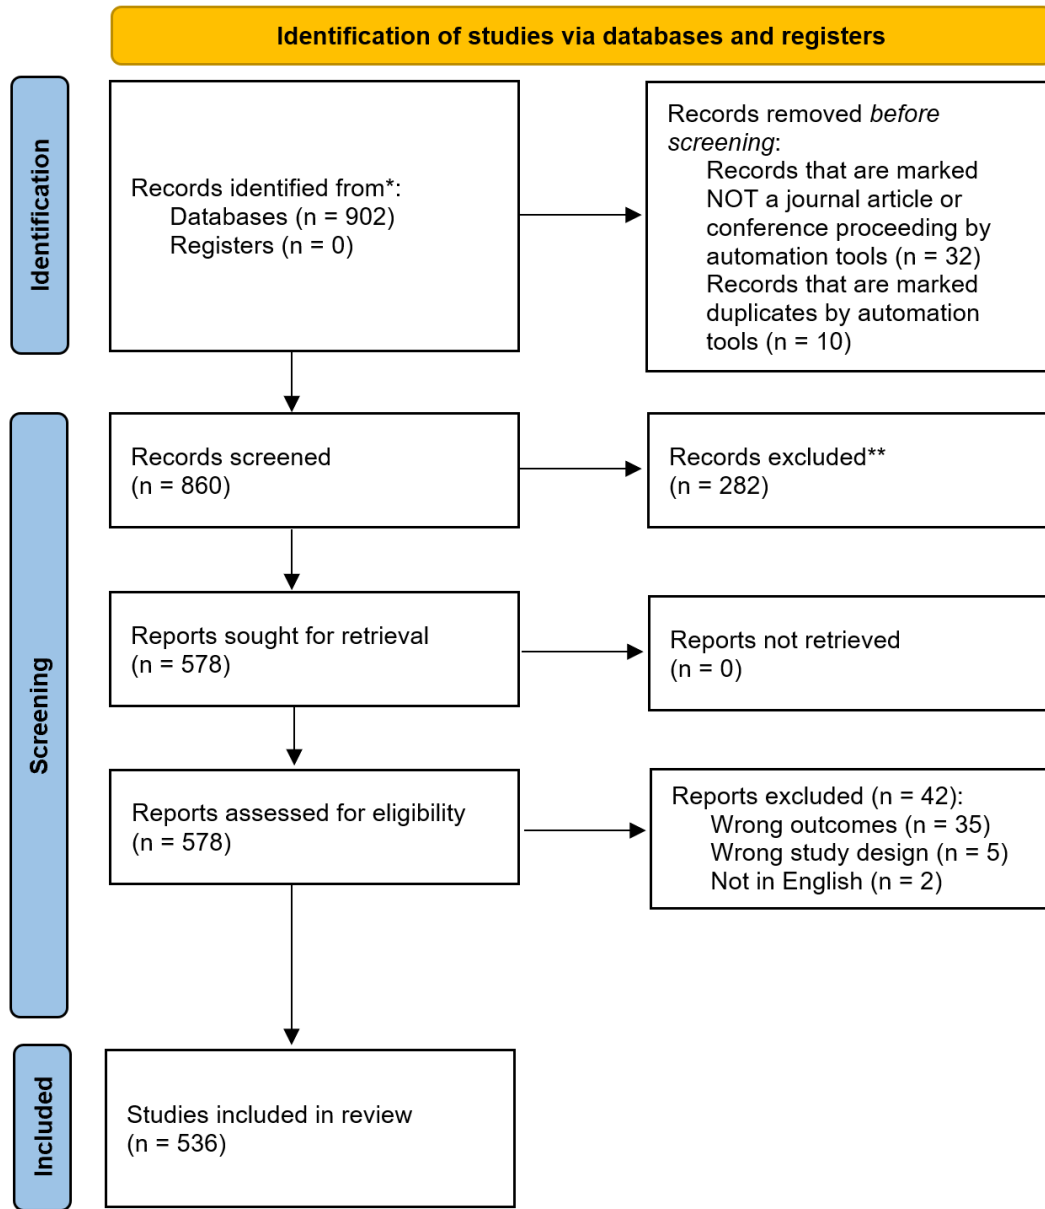 Identification of studies via databases and registers
Identification
Records identified from*:
Databases (n = 902)
Registers (n = 0)
Records removed before
screening:
Records that are marked
NOT a journal article or
conference proceeding by
automation tools (n = 32)
Records that are marked
duplicates by automation
tools (n = 10)
Screening
Records screened
(n = 860)
Records excluded**
(n = 282)
Reports sought for retrieval
(n = 578)
Reports not retrieved
(n = 0)
Reports assessed for eligibility
(n = 578)
Reports excluded (n = 42):
Wrong outcomes (n = 35)
Wrong study design (n = 5)
Not in English (n = 2)
Included
Studies included in review
(n = 536)